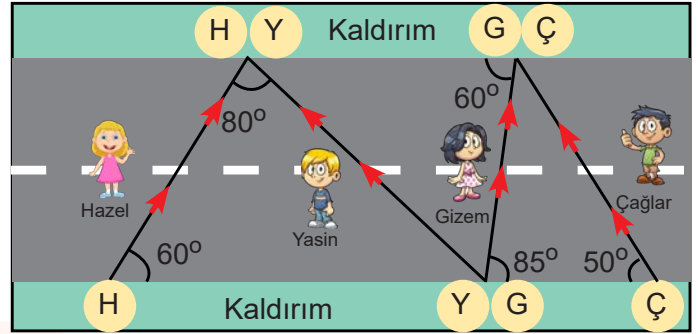 H Y Kaldırım G Ç
80° 60°
Hazel Yasin Gizem Çağlar
60° 85° 50°
H Kaldırım Y G Ç